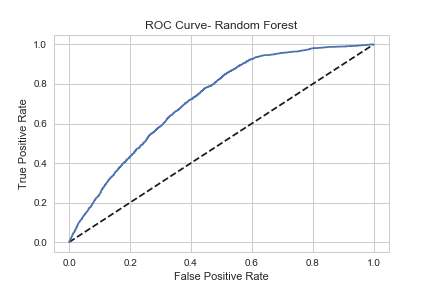 ROC Curve- Random Forest
1.0
0.8
0.6
0.4
0.2
0.0
True Positive Rate
0.0 0.2 0.4 0.6 0.8 1.0
False Positive Rate